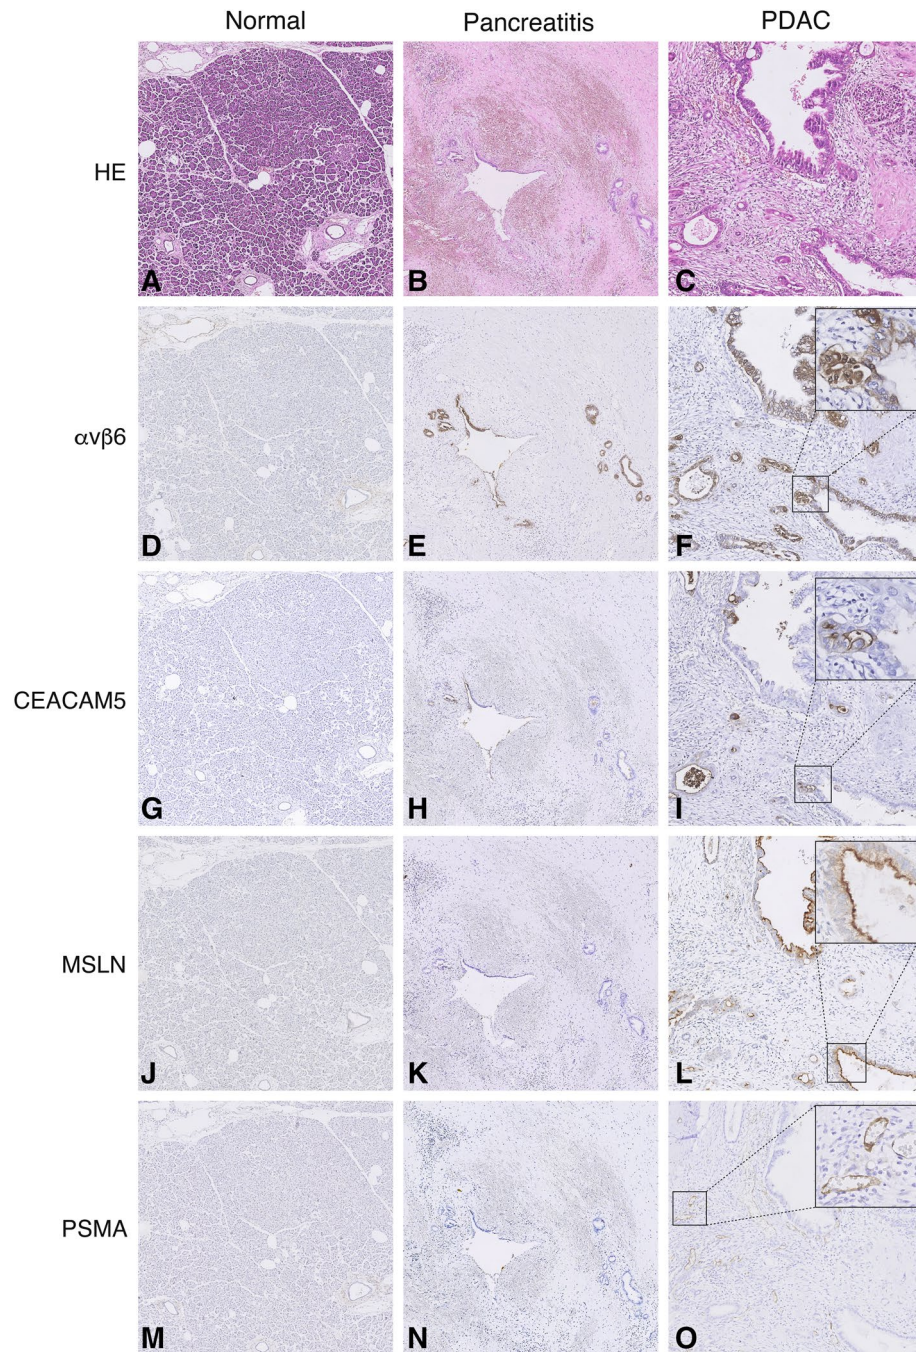 Normal Pancreatitis PDAC
HE
A B C
αvβ6
D E F
CEACAM5
G H I
MSLN
J K L
PSMA
M N O